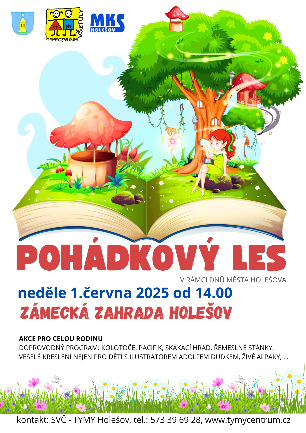 MKS
HOLEŠOV
POHÁDKOVÝ LES
V RÁMCI DNŮ MĚSTA HOLEŠOVA
neděle 1.června 2025 od 14.00
ZÁMECKÁ ZAHRADA HOLEŠOV
AKCE PRO CELOU RODINU
DOPROVODNÝ PROGRAM: KOLOTOČE, PACIFIK, SKÁKACÍ HRAD, ŘEMESLNÉ STÁNKY,
VESELÉ KRESLENÍ NEJEN PRO DĚTI S ILUSTRÁTOREM ADOLFEM DUDKEM, ŽIVÉ ALPAKY, ...
kontakt: SVČ - TYMY Holešov, tel.: 573 39 69 28, www.tymycentrum.cz